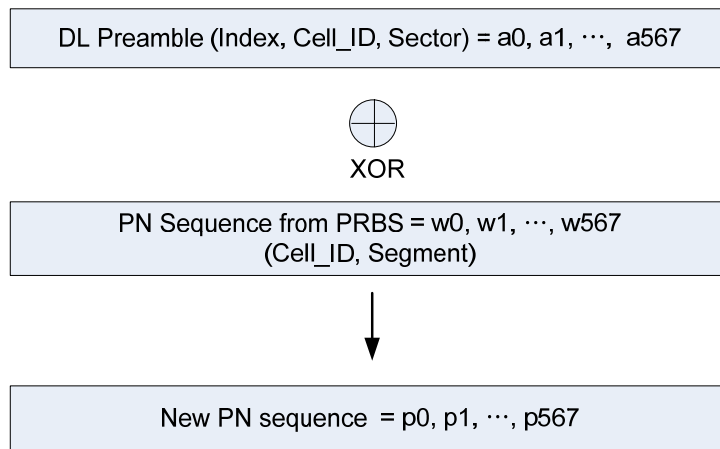 DL Preamble (Index, Cell_ID, Sector) = a0, a1, ⋯, a567
XOR
PN Sequence from PRBS = w0, w1, ⋯, w567
(Cell_ID, Segment)
New PN sequence = p0, p1, ⋯, p567